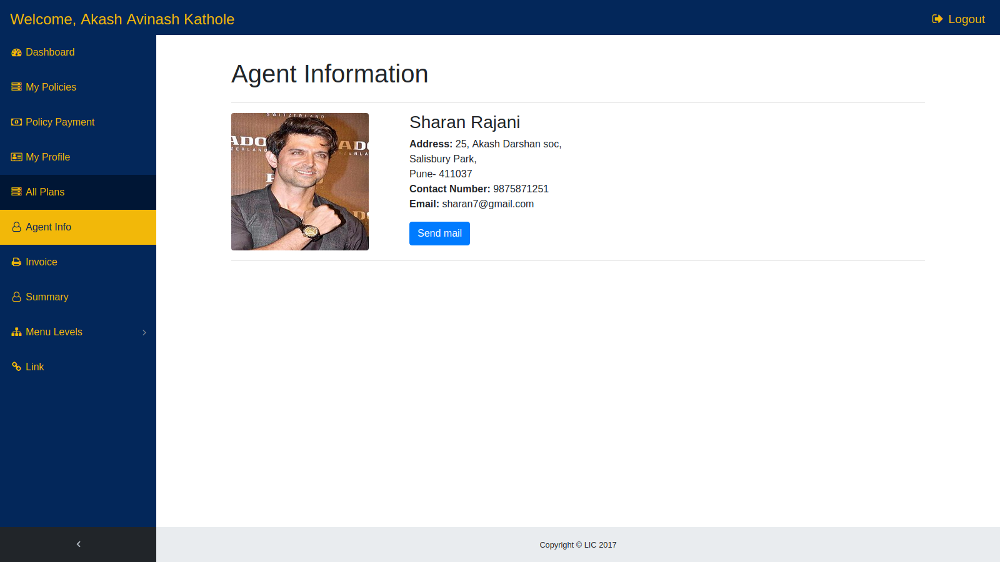 Welcome, Akash Avinash Kathole
Logout
Dashboard
My Policies
Policy Payment
My Profile
All Plans
Agent Info
Invoice
Summary
Menu Levels
Link
Agent Information
SWITZERLAND
ADO
ZERLAND
ADO
ITZERLA
Sharan Rajani
Address: 25, Akash Darshan soc,
Salisbury Park,
Pune- 411037
Contact Number: 9875871251
Email: sharan7@gmail.com
Send mail
Copyright © LIC 2017